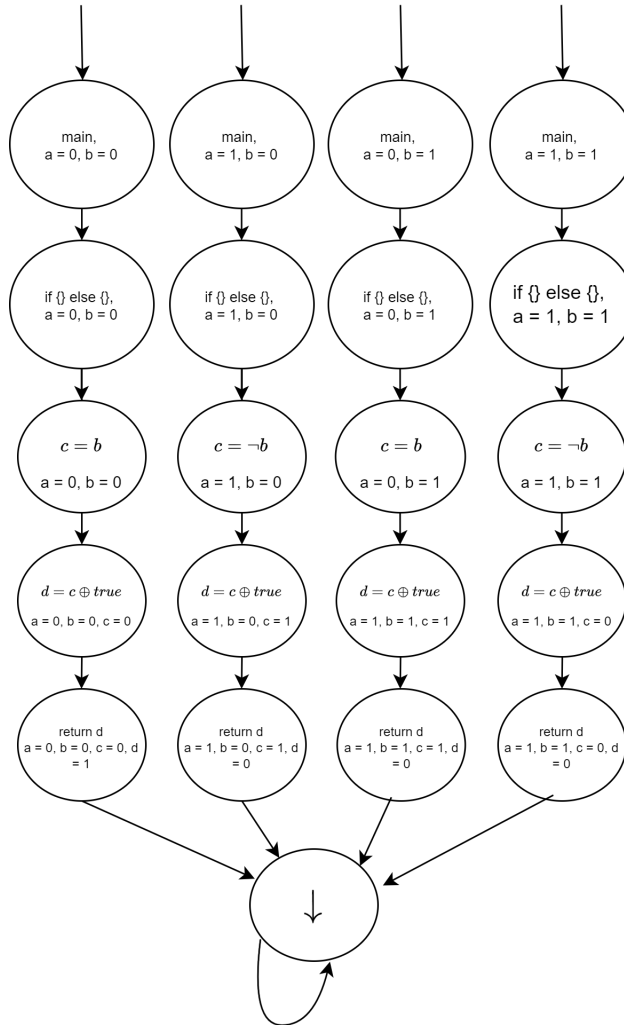 main,
a = 0, b = 0
main,
a = 1, b = 0
main,
a = 0, b = 1
main,
a = 1, b = 1
if {} else {},
a = 0, b = 0
if {} else {},
a = 1, b = 0
if {} else {},
a = 0, b = 1
if {} else {},
a = 1, b = 1
c = b
a = 0, b = 0
c = ¬b
a = 1, b = 0
c = b
a = 0, b = 1
c = ¬b
a = 1, b = 1
d = c ⊕ true
a = 0, b = 0, c = 0
d = c ⊕ true
a = 1, b = 0, c = 1
d = c ⊕ true
a = 1, b = 1, c = 1
d = c ⊕ true
a = 1, b = 1, c = 0
return d
a = 0, b = 0, c = 0, d
= 1
return d
a = 1, b = 0, c = 1, d
= 0
return d
a = 1, b = 1, c = 1, d
= 0
return d
a = 1, b = 1, c = 0, d
= 0
↓